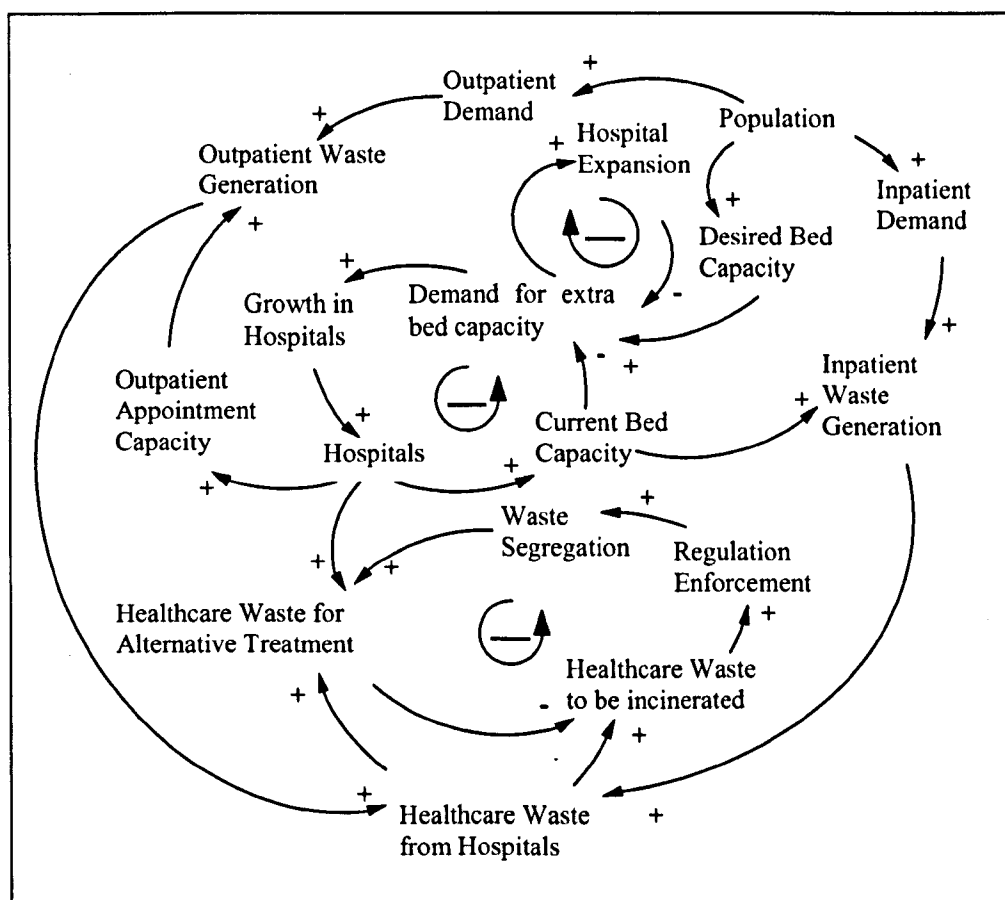 +
Outpatient
Demand
+
Population
Hospital
Expansion
+
Outpatient Waste
Generation
+
+
Inpatient
Demand
+
+
Desired Bed
Capacity
—
+
Growth in
Hospitals
Demand for extra
bed capacity
-
- +
+
Outpatient
Appointment
Capacity
—
+
Inpatient
Waste
Generation
+
Hospitals
+
Current Bed
Capacity
+
+
Waste
Segregation
+
Regulation
Enforcement
+
+
Healthcare Waste for
Alternative Treatment
—
+
Healthcare Waste
to be incinerated
+
-
+
+
Healthcare Waste
from Hospitals
+